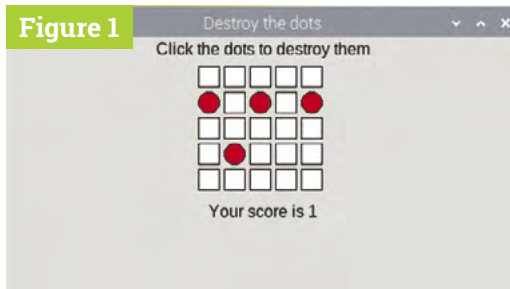 Figure 1
Destroy the dots
Click the dots to destroy them
Your score is 1